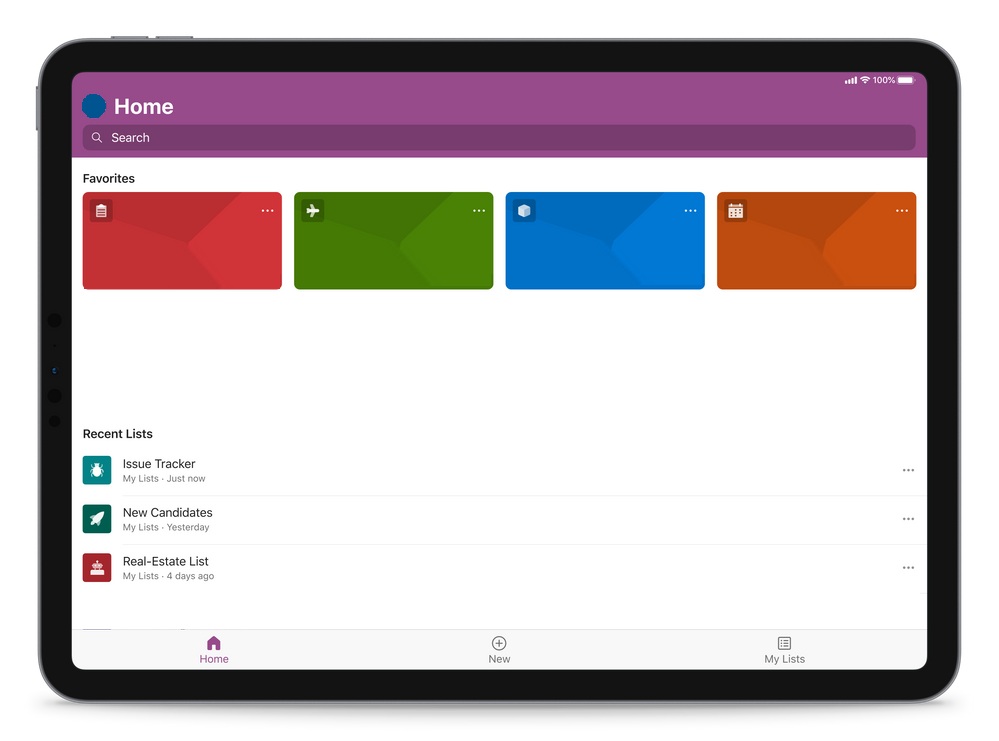 100%
Home
Search
Favorites
Recent Lists
Issue Tracker
My Lists · Just now
New Candidates
My Lists · Yesterday
Real-Estate List
My Lists · 4 days ago
Home
New
My Lists